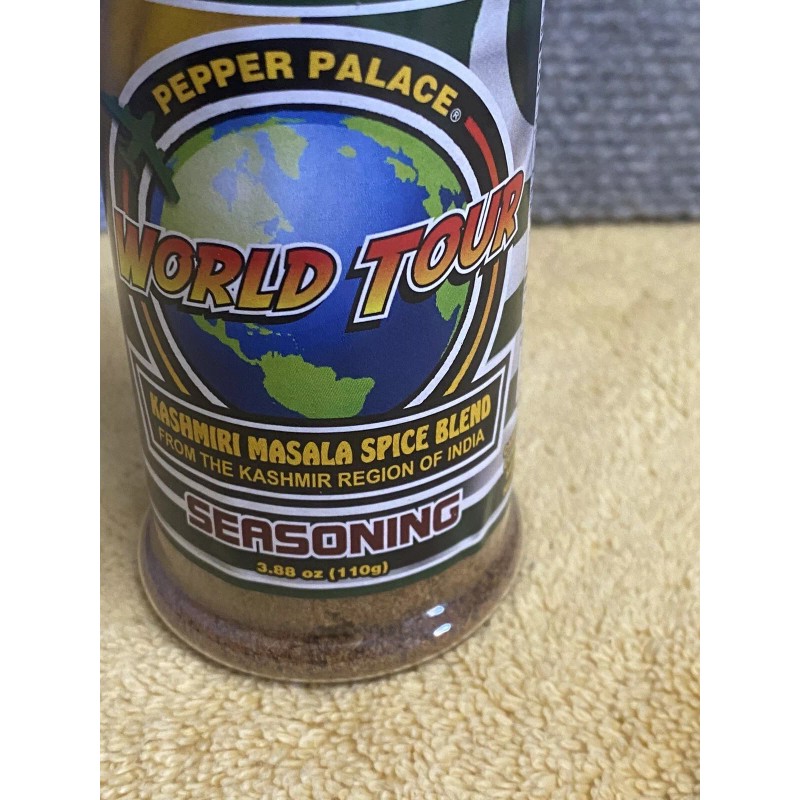 PEPPER PALACE®
WORLD TOUR
KASHMIRI MASALA SPICE BLEND
FROM THE KASHMIR REGION OF INDIA
SEASONING
3.88 oz (110g)